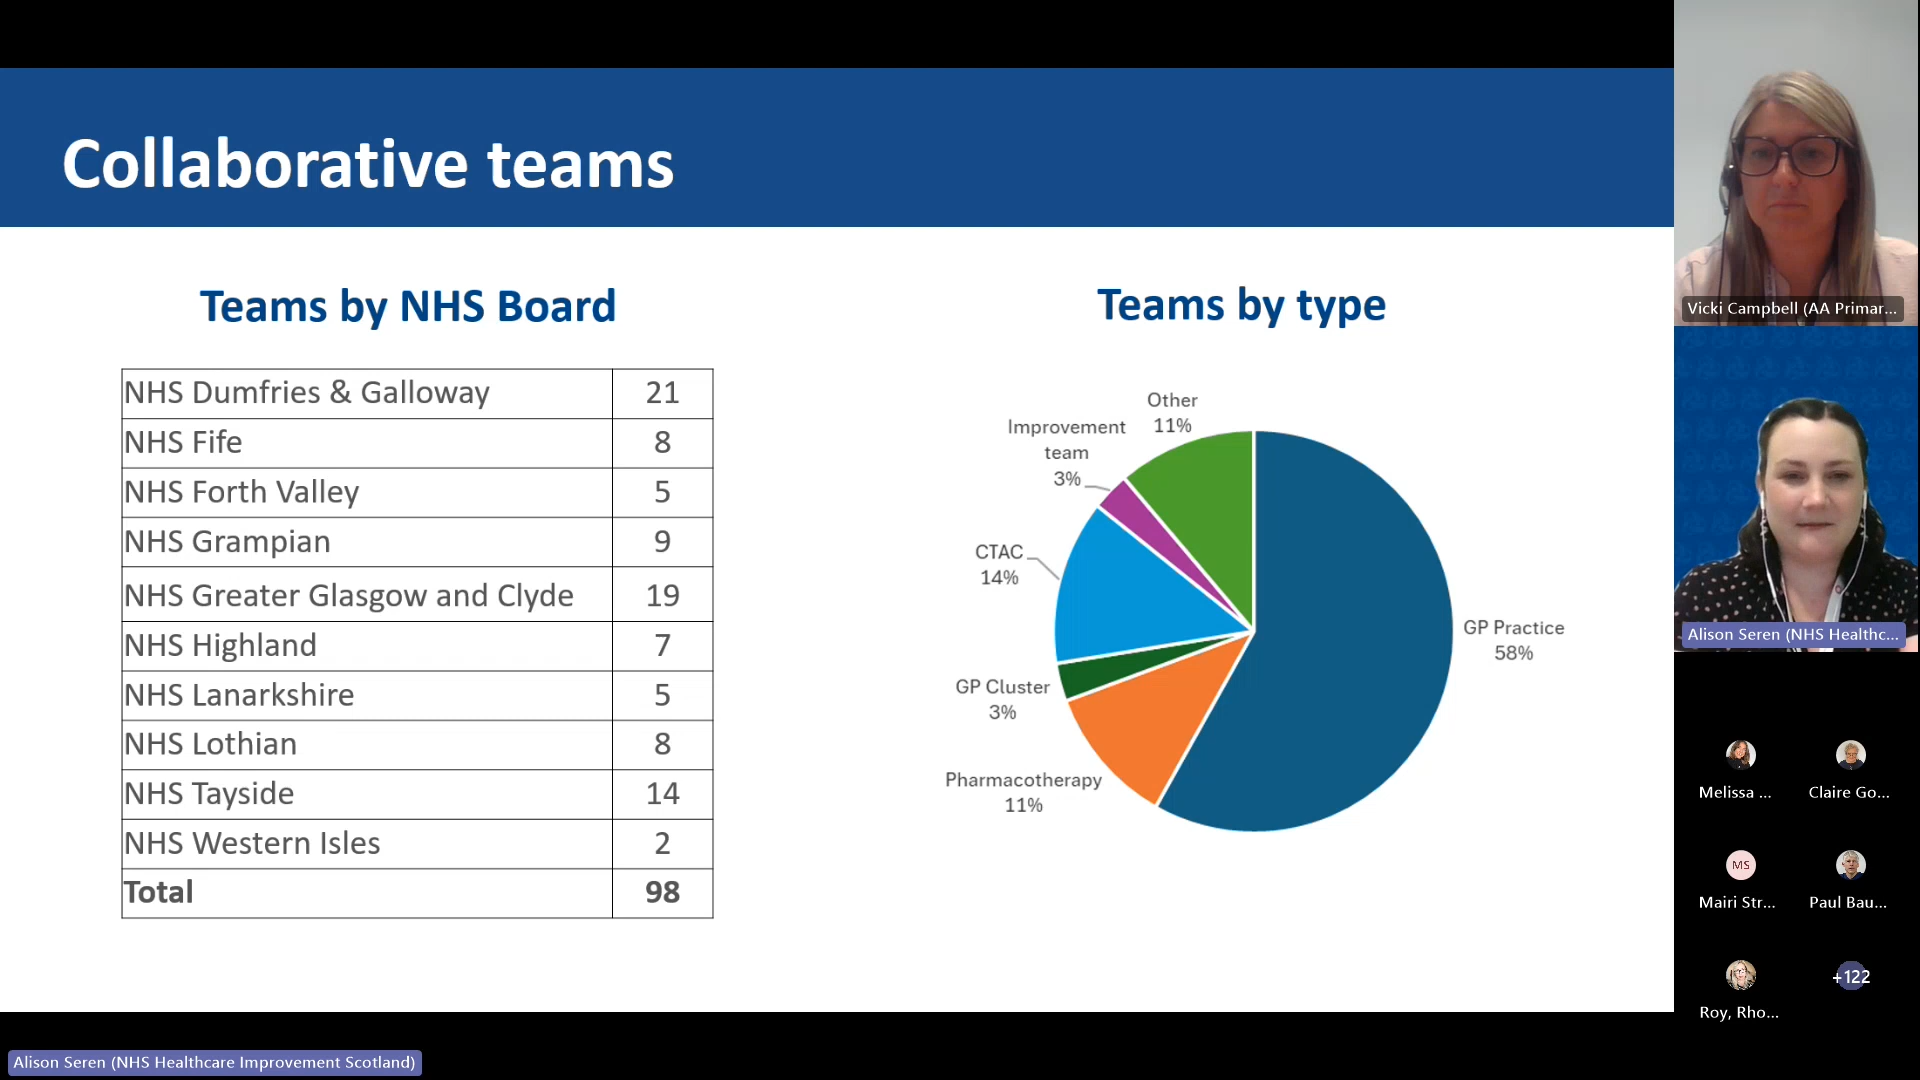 Collaborative teams
Teams by NHS Board
NHS Dumfries & Galloway 21
NHS Fife 8
NHS Forth Valley 5
NHS Grampian 9
NHS Greater Glasgow and Clyde 19
NHS Highland 7
NHS Lanarkshire 5
NHS Lothian 8
NHS Tayside 14
NHS Western Isles 2
Total 98
Teams by type
Other
11%
Improvement
team
3%
CTAC
14%
GP Cluster
3%
Pharmacotherapy
11%
GP Practice
58%
Vicki Campbell (AA Primar...
Alison Seren (NHS Healthc...
Melissa ...
Claire Go...
MS
Mairi Str...
Paul Bau...
Roy, Rho...
+122
Alison Seren (NHS Healthcare Improvement Scotland)